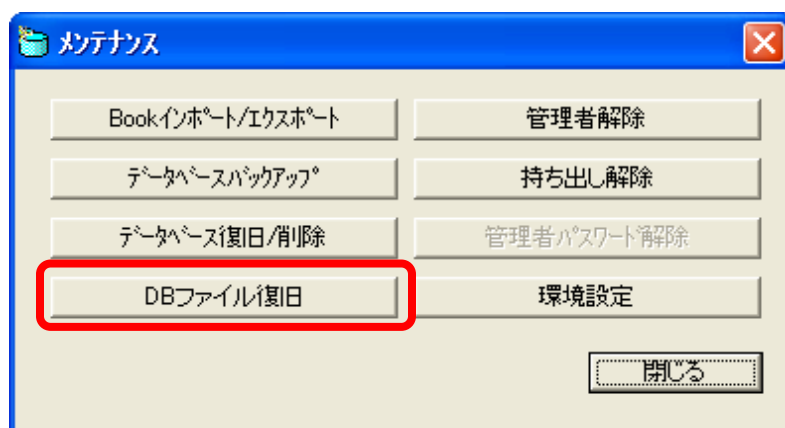 メンテナンス
Bookｲﾝﾎﾟｰﾄ/ｴｸｽﾎﾟｰﾄ
管理者解除
ﾃﾞｰﾀﾍﾞｰｽﾊﾞｯｸｱｯﾌﾟ
持ち出し解除
ﾃﾞｰﾀﾍﾞｰｽ復旧/削除
管理者ﾊﾟｽﾜｰﾄﾞ解除
DBファイル復旧
環境設定
閉じる